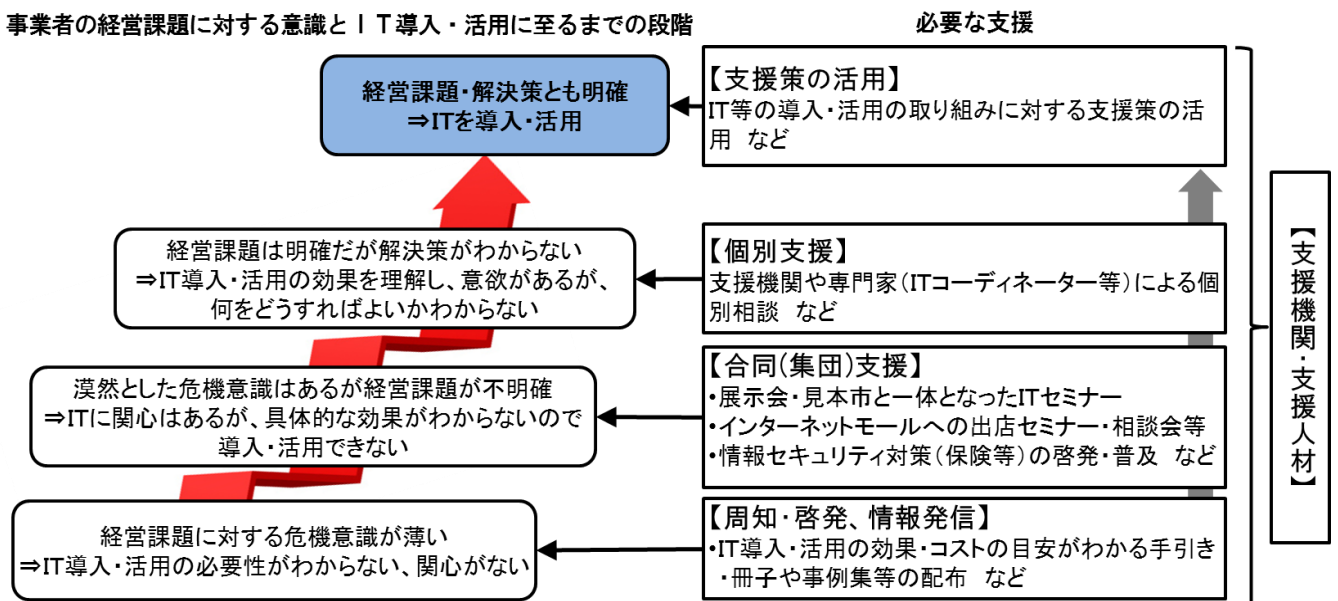 事業者の経営課題に対する意識とＩＴ導入・活用に至るまでの段階
必要な支援
経営課題・解決策とも明確
⇒ITを導入・活用
【支援策の活用】
IT等の導入・活用の取り組みに対する支援策の活
用　など
経営課題は明確だが解決策がわからない
⇒IT導入・活用の効果を理解し、意欲があるが、
何をどうすればよいかわからない
【個別支援】
支援機関や専門家（ITコーディネーター等）による個
別相談　など
漠然とした危機意識はあるが経営課題が不明確
⇒ITに関心はあるが、具体的な効果がわからないので
導入・活用できない
【合同(集団)支援】
・展示会・見本市と一体となったITセミナー
・インターネットモールへの出店セミナー・相談会等
・情報セキュリティ対策（保険等）の啓発・普及　など
経営課題に対する危機意識が薄い
⇒IT導入・活用の必要性がわからない、関心がない
【周知・啓発、情報発信】
・IT導入・活用の効果・コストの目安がわかる手引き
・冊子や事例集等の配布　など
【支援機関・支援人材】